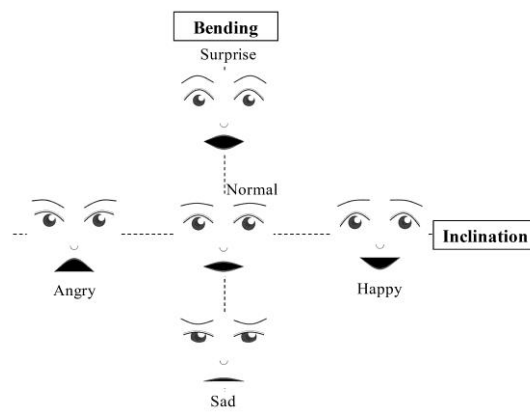 Bending
Surprise
Normal
Inclination
Angry
Happy
Sad